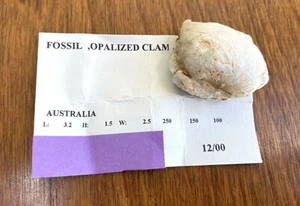 FOSSIL ,OPALIZED CLAM
AUSTRALIA
L: 3.2 H: 1.5 W: 2.5 250 150 100
12/00